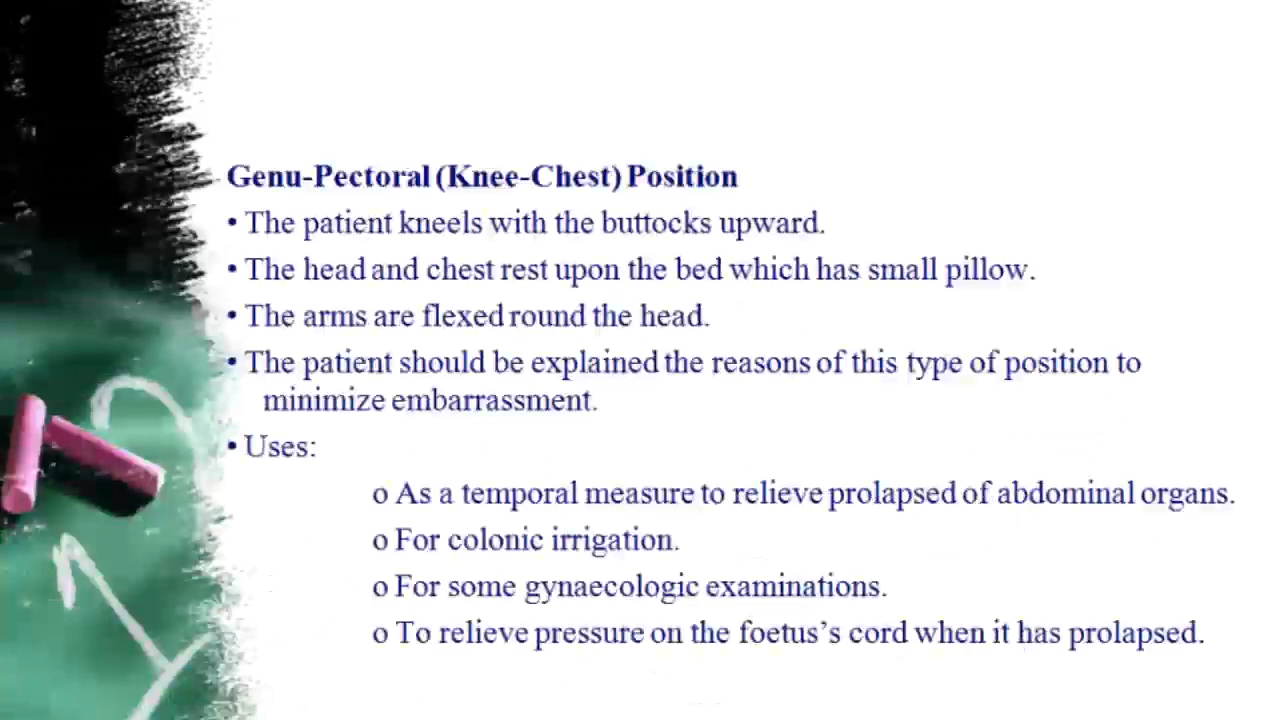 Genu-Pectoral (Knee-Chest) Position
• The patient kneels with the buttocks upward.
• The head and chest rest upon the bed which has small pillow.
• The arms are flexed round the head.
• The patient should be explained the reasons of this type of position to
minimize embarrassment.
• Uses:
o As a temporal measure to relieve prolapsed of abdominal organs.
o For colonic irrigation.
o For some gynaecologic examinations.
o To relieve pressure on the foetus’s cord when it has prolapsed.